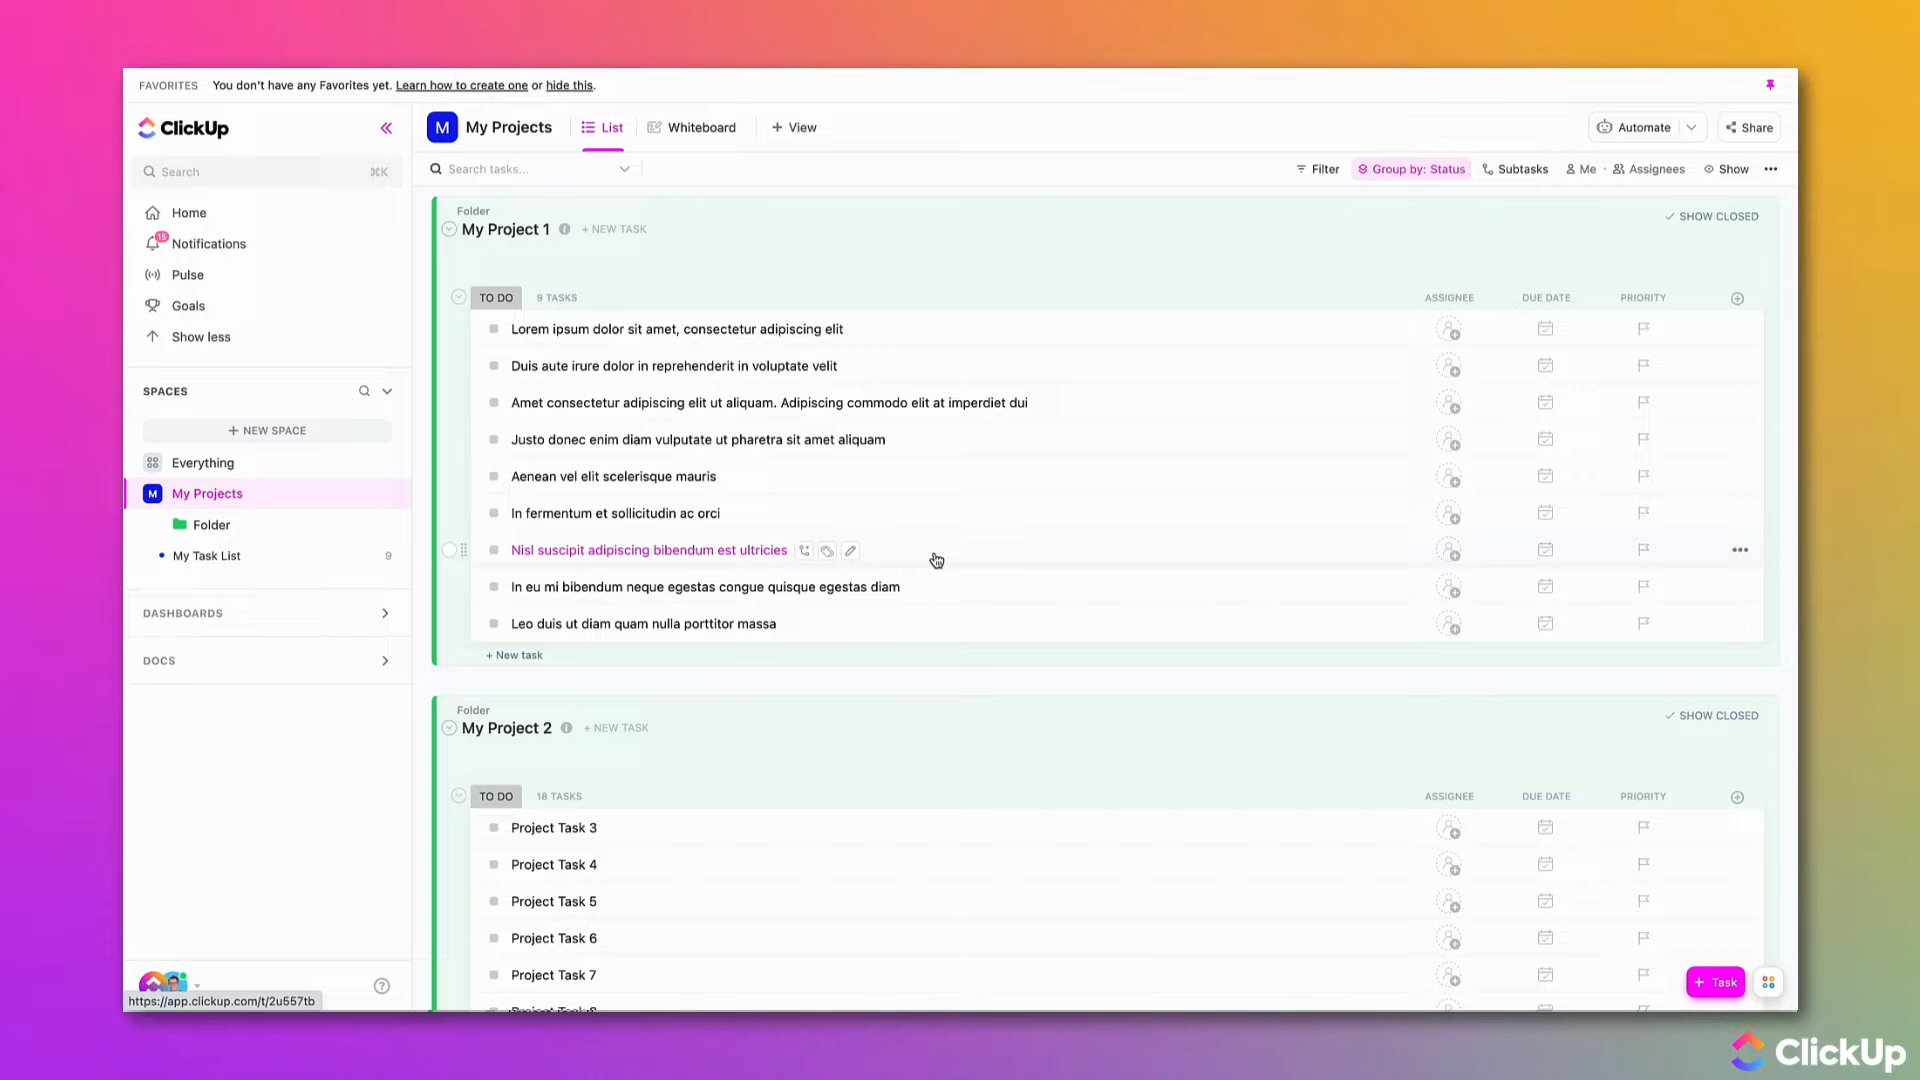 FAVORITES You don't have any Favorites yet. Learn how to create one or hide this.
ClickUp
M My Projects List Whiteboard + View
Automate Share
Search ⌘K
Search tasks...
Filter Group by: Status Subtasks Me · Assignees Show
Home
15
Notifications
Pulse
Goals
Show less
SPACES
+ NEW SPACE
Everything
M My Projects
Folder
My Task List 9
DASHBOARDS
DOCS
Folder
My Project 1 + NEW TASK
SHOW CLOSED
TO DO 9 TASKS ASSIGNEE DUE DATE PRIORITY
Lorem ipsum dolor sit amet, consectetur adipiscing elit
Duis aute irure dolor in reprehenderit in voluptate velit
Amet consectetur adipiscing elit ut aliquam. Adipiscing commodo elit at imperdiet dui
Justo donec enim diam vulputate ut pharetra sit amet aliquam
Aenean vel elit scelerisque mauris
In fermentum et sollicitudin ac orci
Nisl suscipit adipiscing bibendum est ultricies
In eu mi bibendum neque egestas congue quisque egestas diam
Leo duis ut diam quam nulla porttitor massa
+ New task
Folder
My Project 2 + NEW TASK
SHOW CLOSED
TO DO 18 TASKS ASSIGNEE DUE DATE PRIORITY
Project Task 3
Project Task 4
Project Task 5
Project Task 6
Project Task 7
+ Task
https://app.clickup.com/t/2u557tb
ClickUp